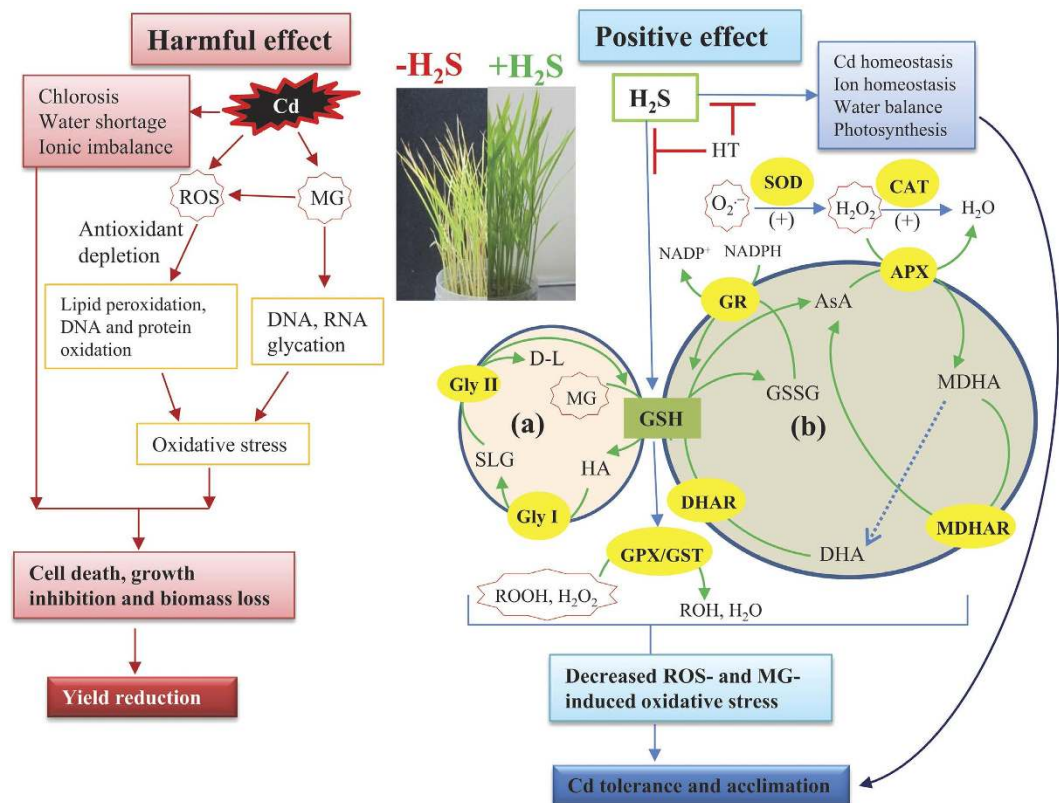 Harmful effect
Cd
Chlorosis
Water shortage
Ionic imbalance
ROS
MG
Antioxidant
depletion
Lipid peroxidation,
DNA and protein
oxidation
DNA, RNA
glycation
Oxidative stress
Cell death, growth
inhibition and biomass loss
Yield reduction
-H₂S
+H₂S
Positive effect
H₂S
Cd homeostasis
Ion homeostasis
Water balance
Photosynthesis
HT
SOD
CAT
O₂·⁻
(+)
H₂O₂
(+)
H₂O
NADP⁺
NADPH
GR
AsA
APX
D-L
Gly II
MG
GSSG
MDHA
(a)
GSH
(b)
SLG
HA
Gly I
DHAR
MDHAR
DHA
GPX/GST
ROOH, H₂O₂
ROH, H₂O
Decreased ROS- and MG-
induced oxidative stress
Cd tolerance and acclimation